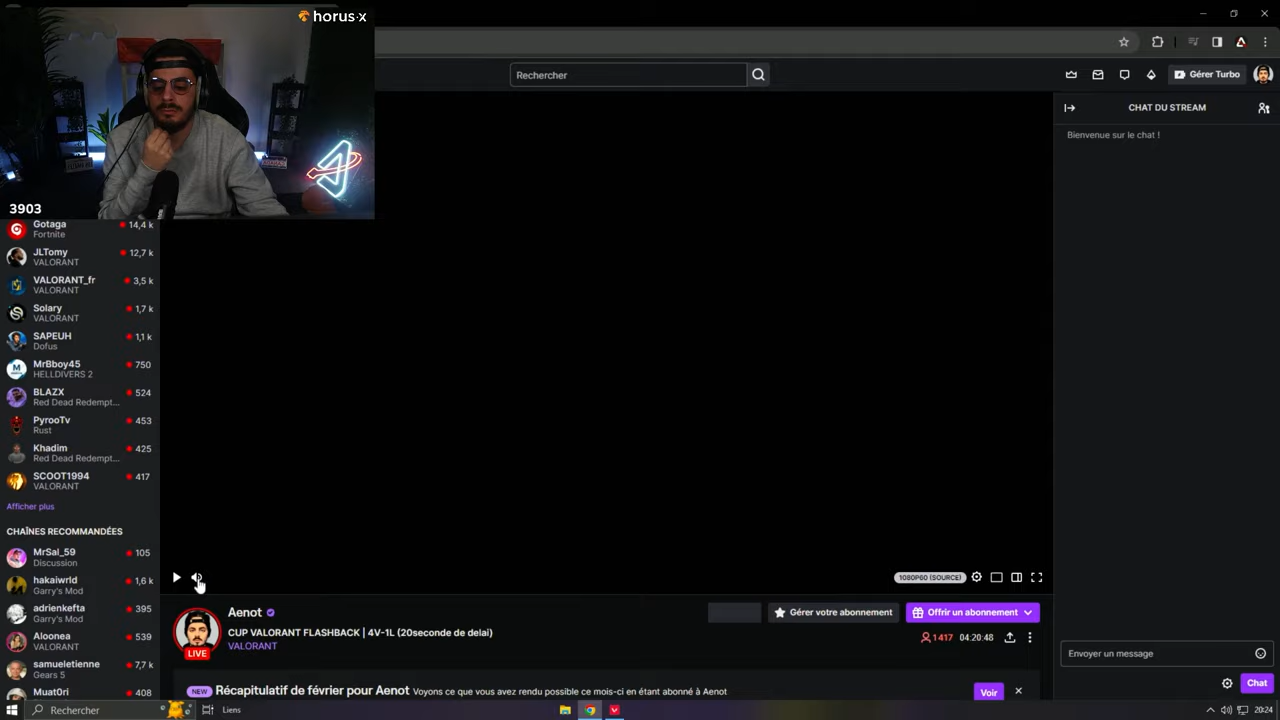 horus·x
3903
Rechercher
Gérer Turbo
CHAT DU STREAM
Bienvenue sur le chat !
Gotaga 14,4 k
Fortnite
JLTomy 12,7 k
VALORANT
VALORANT_fr 3,5 k
VALORANT
Solary 1,7 k
VALORANT
SAPEUH 1,1 k
Dofus
MrBboy45 750
HELLDIVERS 2
BLAZX 524
Red Dead Redempt...
PyrooTv 453
Rust
Khadim 425
Red Dead Redempt...
SCOOT1994 417
VALORANT
Afficher plus
CHAÎNES RECOMMANDÉES
MrSal_59 105
Discussion
hakaiwrld 1,6 k
Garry's Mod
adrienkefta 395
Garry's Mod
Aloonea 539
VALORANT
samueletienne 7,7 k
Gears 5
Muat0ri 408
1080P60 (SOURCE)
Aenot
Gérer votre abonnement
Offrir un abonnement
CUP VALORANT FLASHBACK | 4V-1L (20seconde de delai)
VALORANT
LIVE
1 417 04:20:48
NEW Récapitulatif de février pour Aenot Voyons ce que vous avez rendu possible ce mois-ci en étant abonné à Aenot
Voir
Envoyer un message
Chat
Rechercher
Liens
20:24